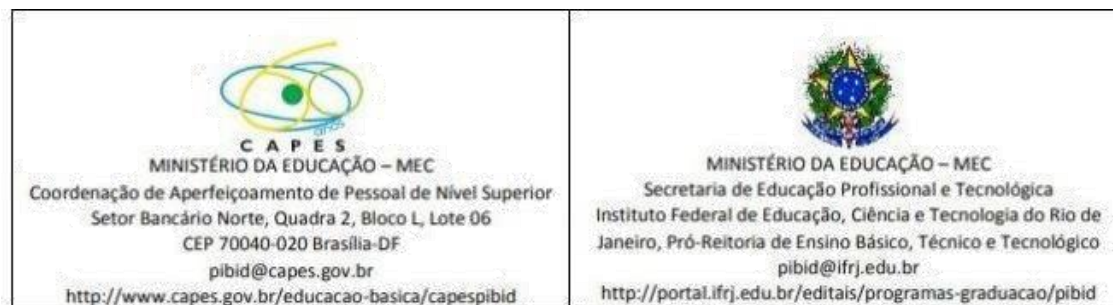 anos
CAPES
MINISTÉRIO DA EDUCAÇÃO – MEC
Coordenação de Aperfeiçoamento de Pessoal de Nível Superior
Setor Bancário Norte, Quadra 2, Bloco L, Lote 06
CEP 70040-020 Brasília-DF
pibid@capes.gov.br
http://www.capes.gov.br/educacao-basica/capespibid
MINISTÉRIO DA EDUCAÇÃO – MEC
Secretaria de Educação Profissional e Tecnológica
Instituto Federal de Educação, Ciência e Tecnologia do Rio de
Janeiro, Pró-Reitoria de Ensino Básico, Técnico e Tecnológico
pibid@ifrj.edu.br
http://portal.ifrj.edu.br/editais/programas-graduacao/pibid